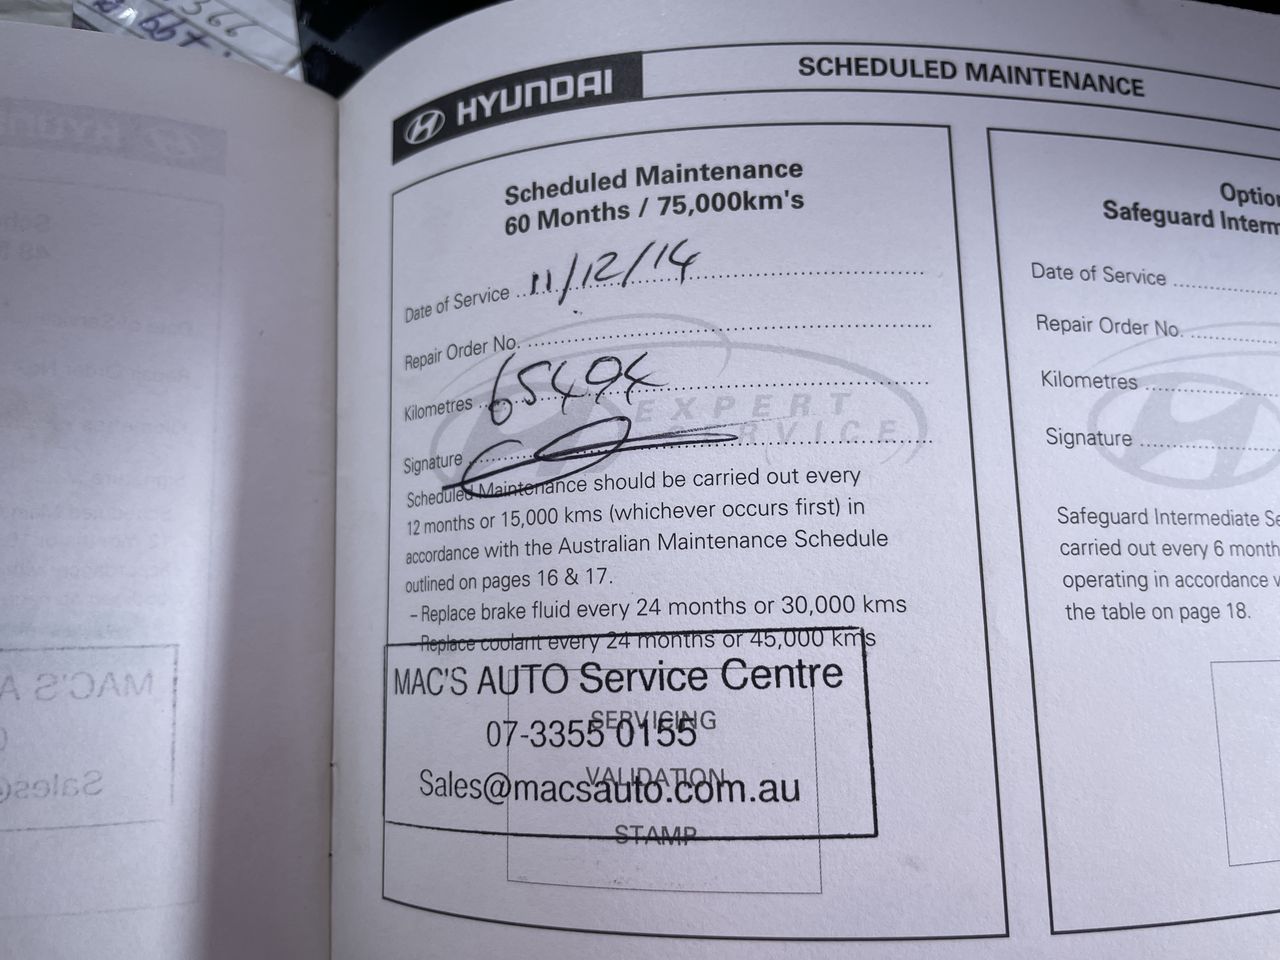 HYUNDAI
SCHEDULED MAINTENANCE
Scheduled Maintenance
60 Months / 75,000km's
Date of Service 11/12/14
Repair Order No.
Kilometres 65494
Signature
EXPERT
SERVICE
Scheduled Maintenance should be carried out every
12 months or 15,000 kms (whichever occurs first) in
accordance with the Australian Maintenance Schedule
outlined on pages 16 & 17.
– Replace brake fluid every 24 months or 30,000 kms
– Replace coolant every 24 months or 45,000 kms
MAC'S AUTO Service Centre
07-3355 0155
Sales@macsauto.com.au
SERVICING
VALIDATION
STAMP
Optio
Safeguard Interm
Date of Service
Repair Order No.
Kilometres
Signature
Safeguard Intermediate Se
carried out every 6 month
operating in accordance
the table on page 18.